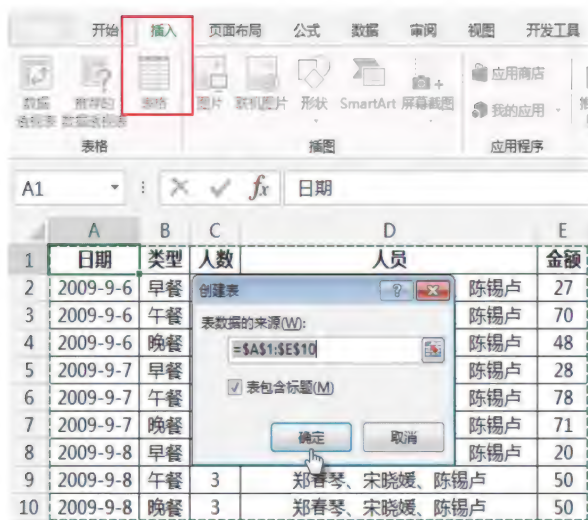 开始 插入 页面布局 公式 数据 审阅 视图 开发工具
数据 推荐的 表格 图片 联机图片 形状 SmartArt 屏幕截图 应用商店
透视表 数据透视表 我的应用
表格 插图 应用程序
A1 fx 日期
A B C D E
1 日期 类型 人数 人员 金额
2 2009-9-6 早餐 陈锡卢 27
3 2009-9-6 午餐 陈锡卢 70
4 2009-9-6 晚餐 陈锡卢 48
5 2009-9-7 早餐 陈锡卢 28
6 2009-9-7 午餐 陈锡卢 78
7 2009-9-7 晚餐 陈锡卢 71
8 2009-9-8 早餐 陈锡卢 20
9 2009-9-8 午餐 3 郑春琴、宋晓媛、陈锡卢 50
10 2009-9-8 晚餐 3 郑春琴、宋晓媛、陈锡卢 50
创建表
表数据的来源(W):
=$A$1:$E$10
表包含标题(M)
确定 取消